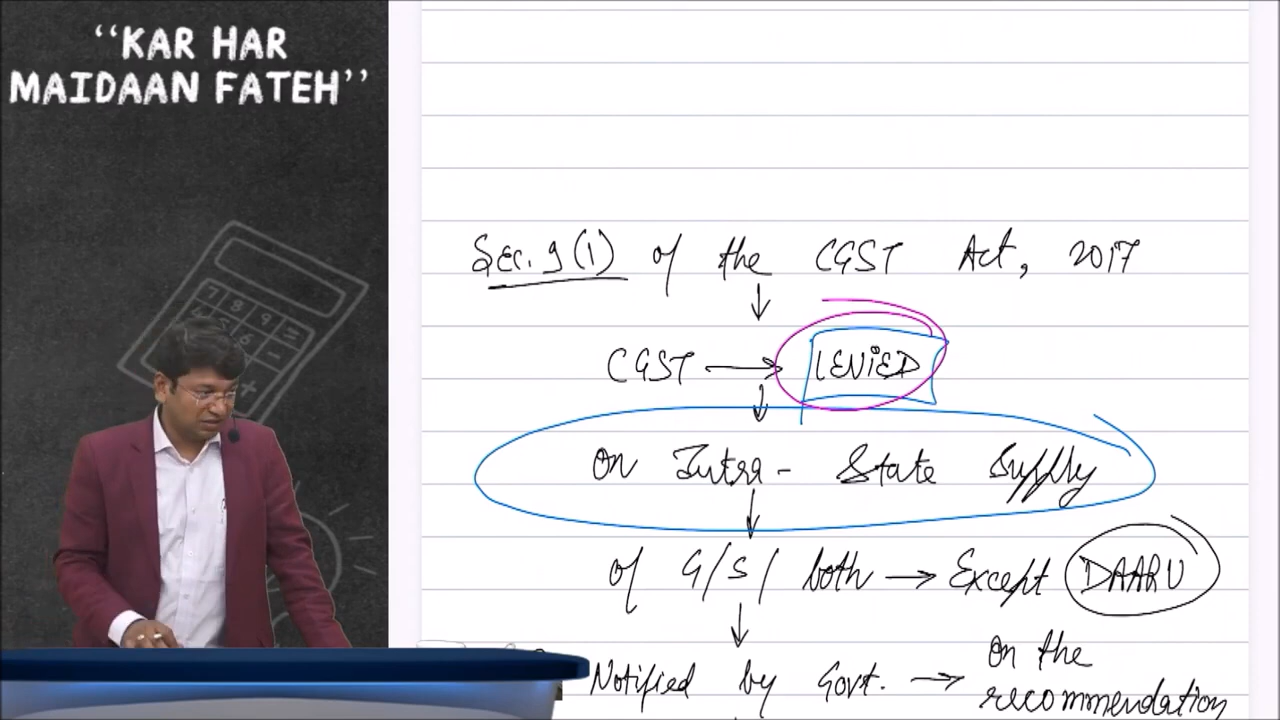 “KAR HAR
MAIDAAN FATEH”
Sec. 9(1) of the CGST Act, 2017
CGST → LEVIED
on Intra - State Supply
of G/S/ both → Except DAARU
Notified by Govt. → on the
recommendation